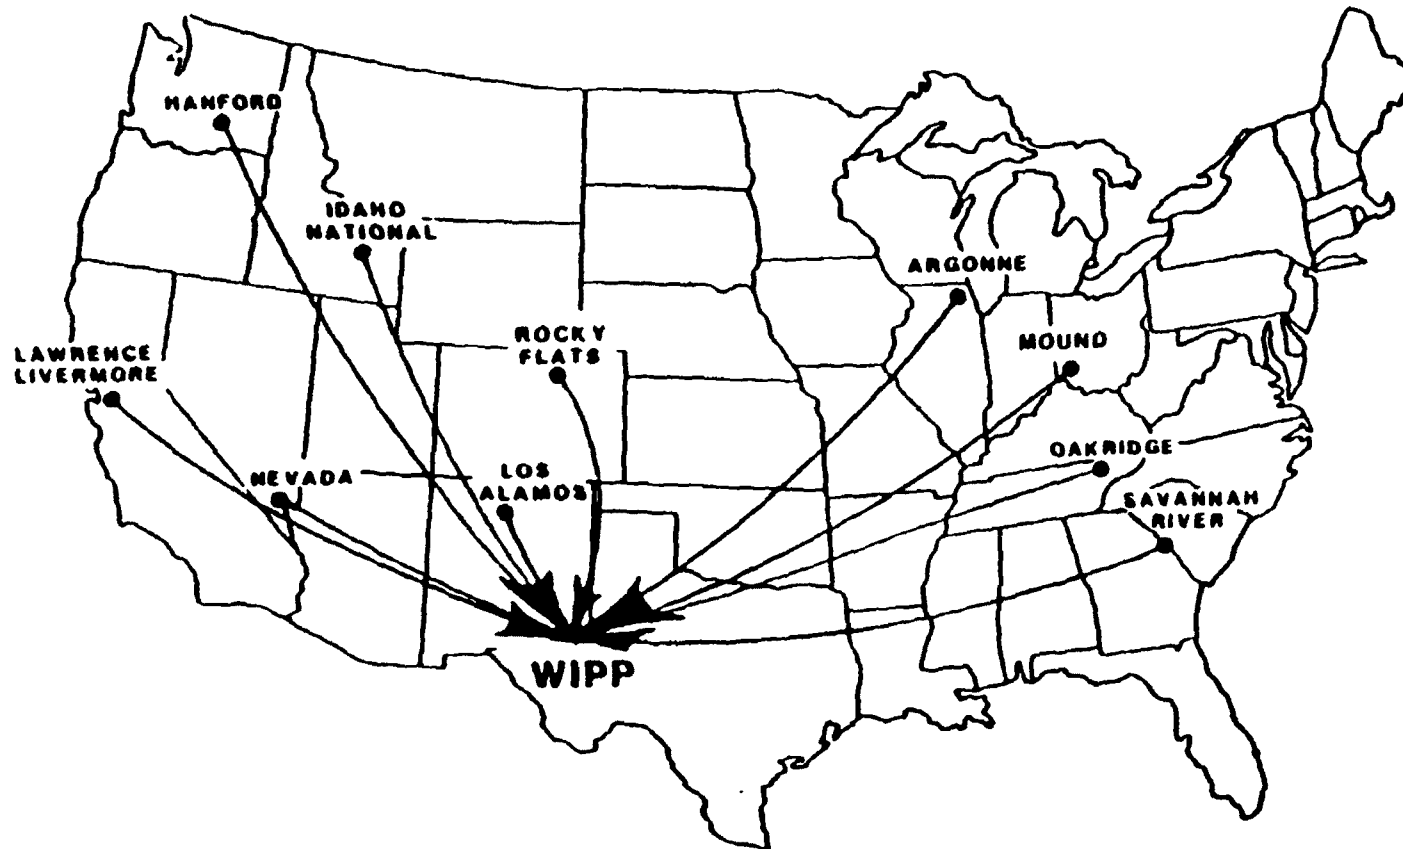 HANFORD
IDAHO
NATIONAL
ARGONNE
ROCKY
FLATS
MOUND
LAWRENCE
LIVERMORE
OAKRIDGE
NEVADA
LOS
ALAMOS
SAVANNAH
RIVER
WIPP